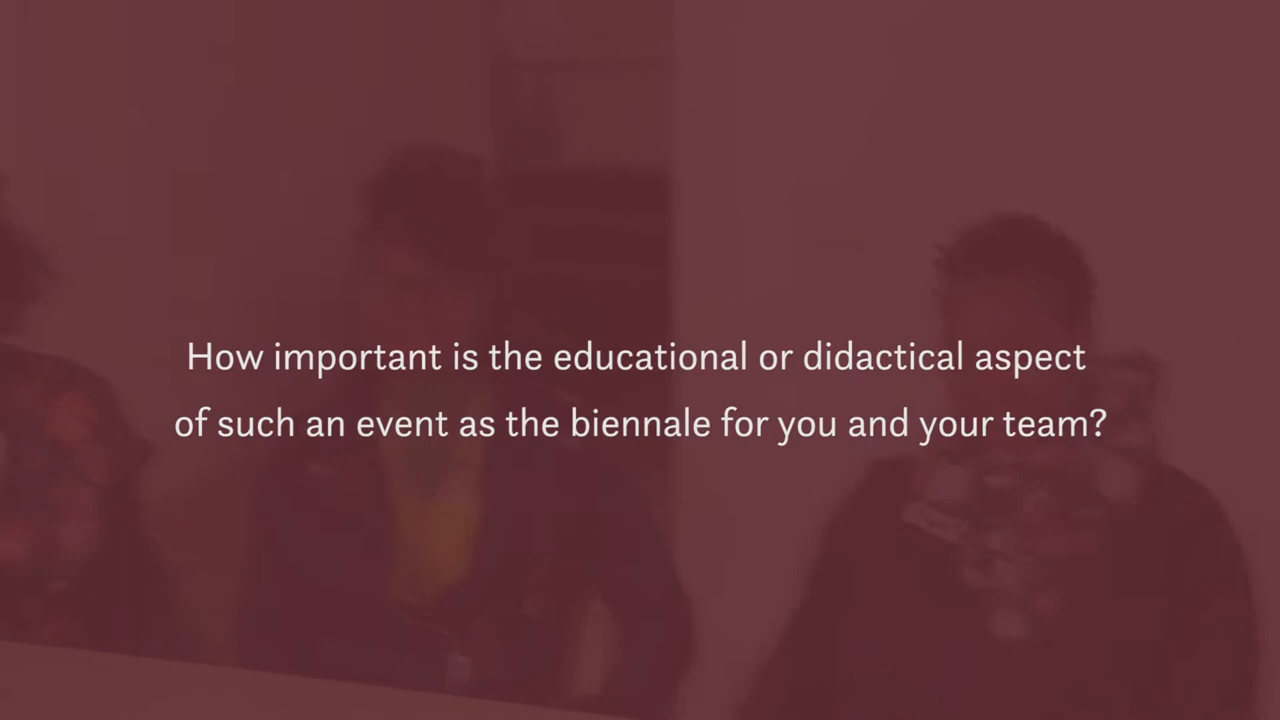 How important is the educational or didactical aspect
of such an event as the biennale for you and your team?